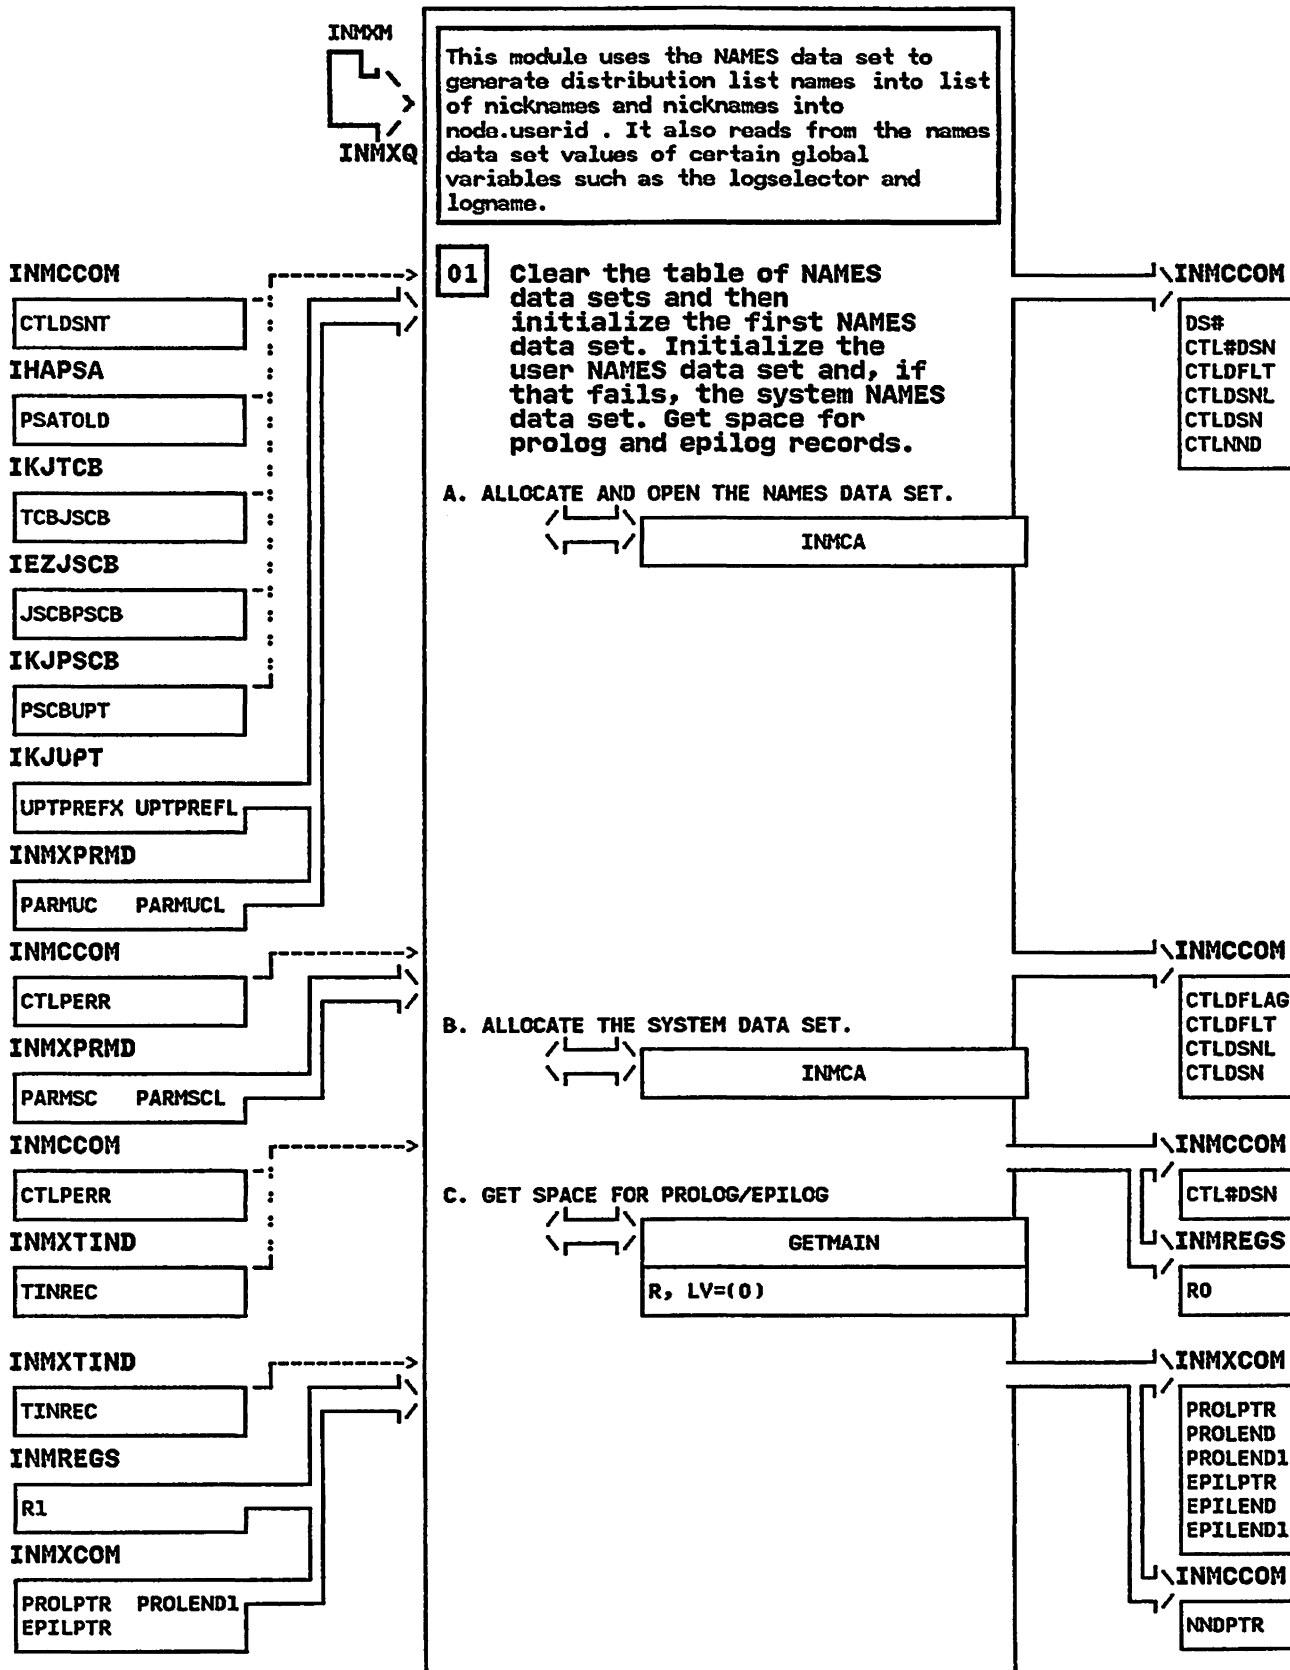 INMXM
INMXQ
This module uses the NAMES data set to
generate distribution list names into list
of nicknames and nicknames into
node.userid . It also reads from the names
data set values of certain global
variables such as the logselector and
logname.
01 Clear the table of NAMES
data sets and then
initialize the first NAMES
data set. Initialize the
user NAMES data set and, if
that fails, the system NAMES
data set. Get space for
prolog and epilog records.
INMCCOM
CTLDSNT
IHAPSA
PSATOLD
IKJTCB
TCBJSCB
IEZJSCB
JSCBPSCB
IKJPSCB
PSCBUPT
IKJUPT
UPTPREFX UPTPREFL
INMXPRMD
PARMUC PARMUCL
INMCCOM
DS#
CTL#DSN
CTLDFLT
CTLDSNL
CTLDSN
CTLNND
A. ALLOCATE AND OPEN THE NAMES DATA SET.
INMCA
INMCCOM
CTLPERR
INMXPRMD
PARMSC PARMSCL
INMCCOM
CTLDFLAG
CTLDFLT
CTLDSNL
CTLDSN
B. ALLOCATE THE SYSTEM DATA SET.
INMCA
INMCCOM
CTLPERR
INMXTIND
TINREC
INMCCOM
CTL#DSN
INMREGS
R0
C. GET SPACE FOR PROLOG/EPILOG
GETMAIN
R, LV=(0)
INMXTIND
TINREC
INMREGS
R1
INMXCOM
PROLPTR PROLEND1
EPILPTR
INMXCOM
PROLPTR
PROLEND
PROLEND1
EPILPTR
EPILEND
EPILEND1
INMCCOM
NNDPTR